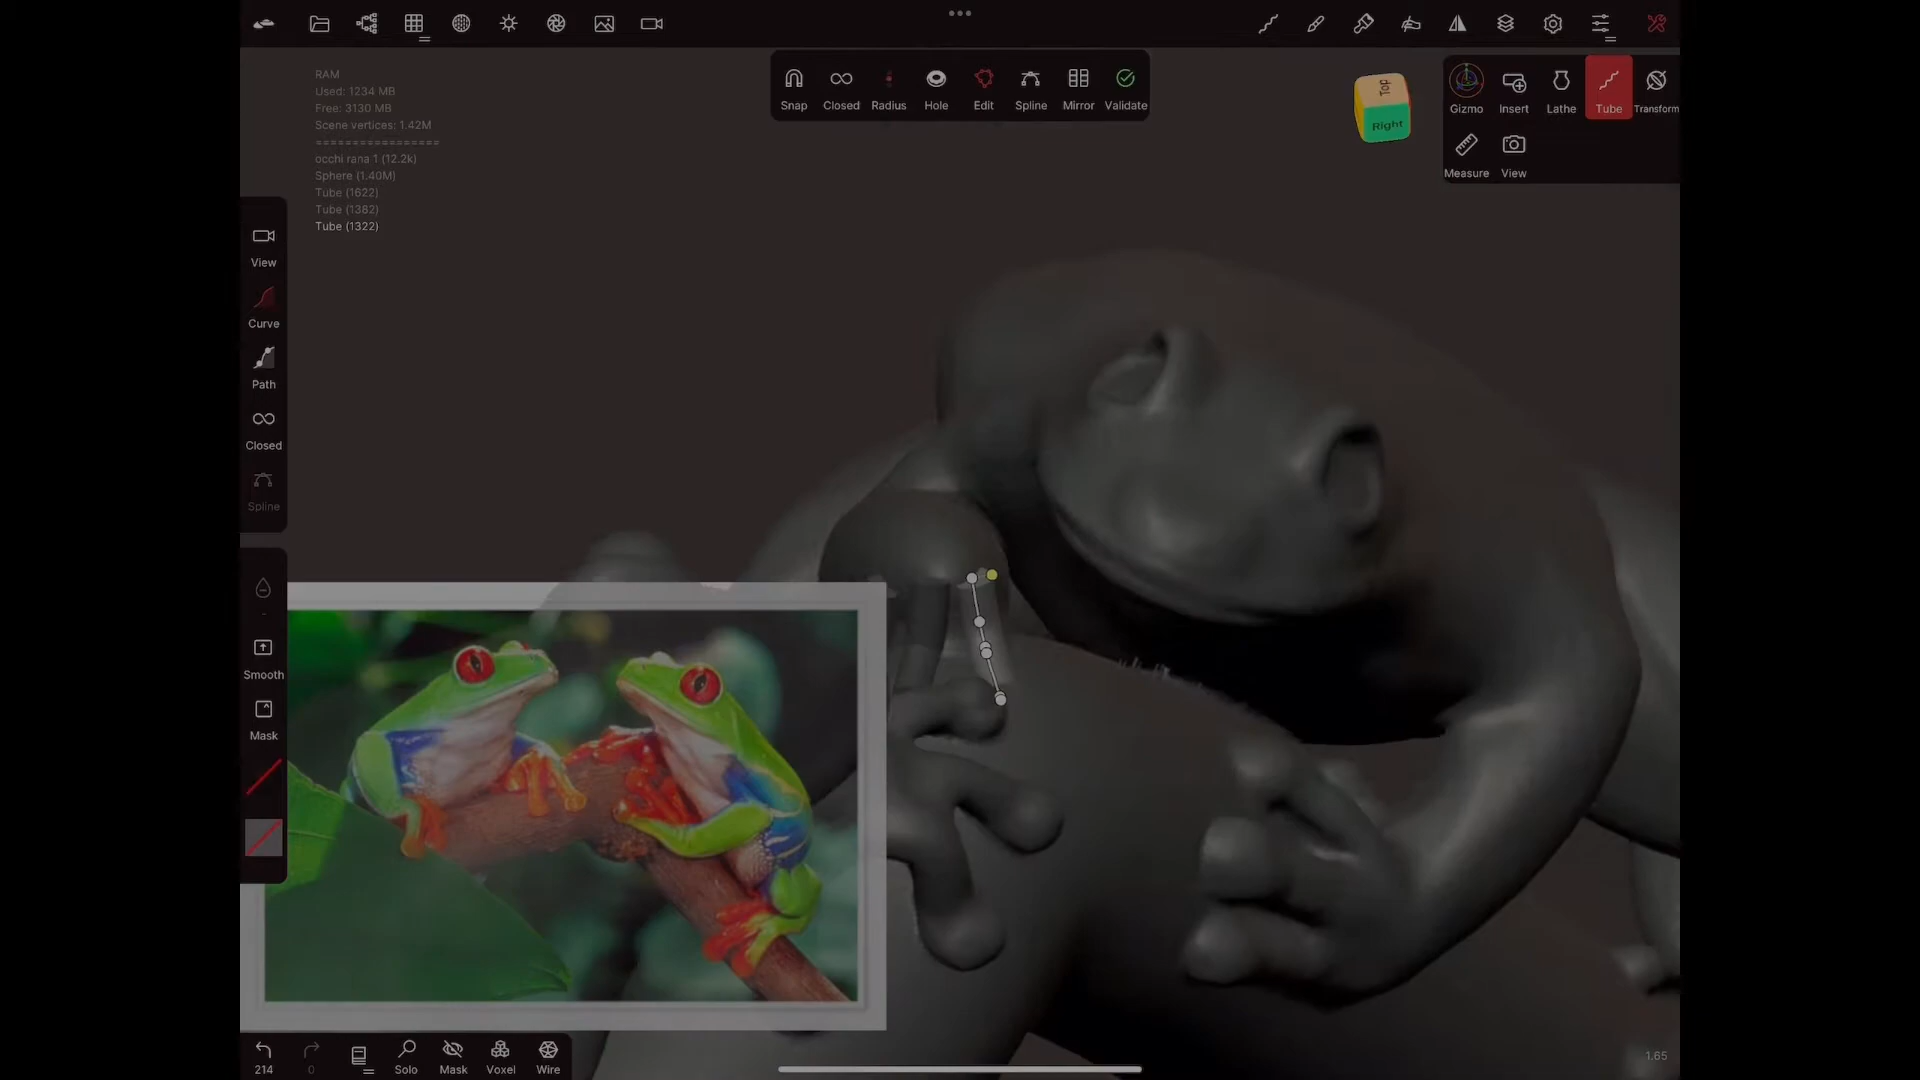 RAM
Used: 1234 MB
Free: 3130 MB
Scene vertices: 1.42M
=================
occhi rana 1 (12.2k)
Sphere (1.40M)
Tube (1622)
Tube (1382)
Tube (1322)
Snap Closed Radius Hole Edit Spline Mirror Validate
Top
Right
Gizmo Insert Lathe Tube Transform
Measure View
View
Curve
Path
Closed
Spline
-
Smooth
Mask
214 0 Solo Mask Voxel Wire
1.65